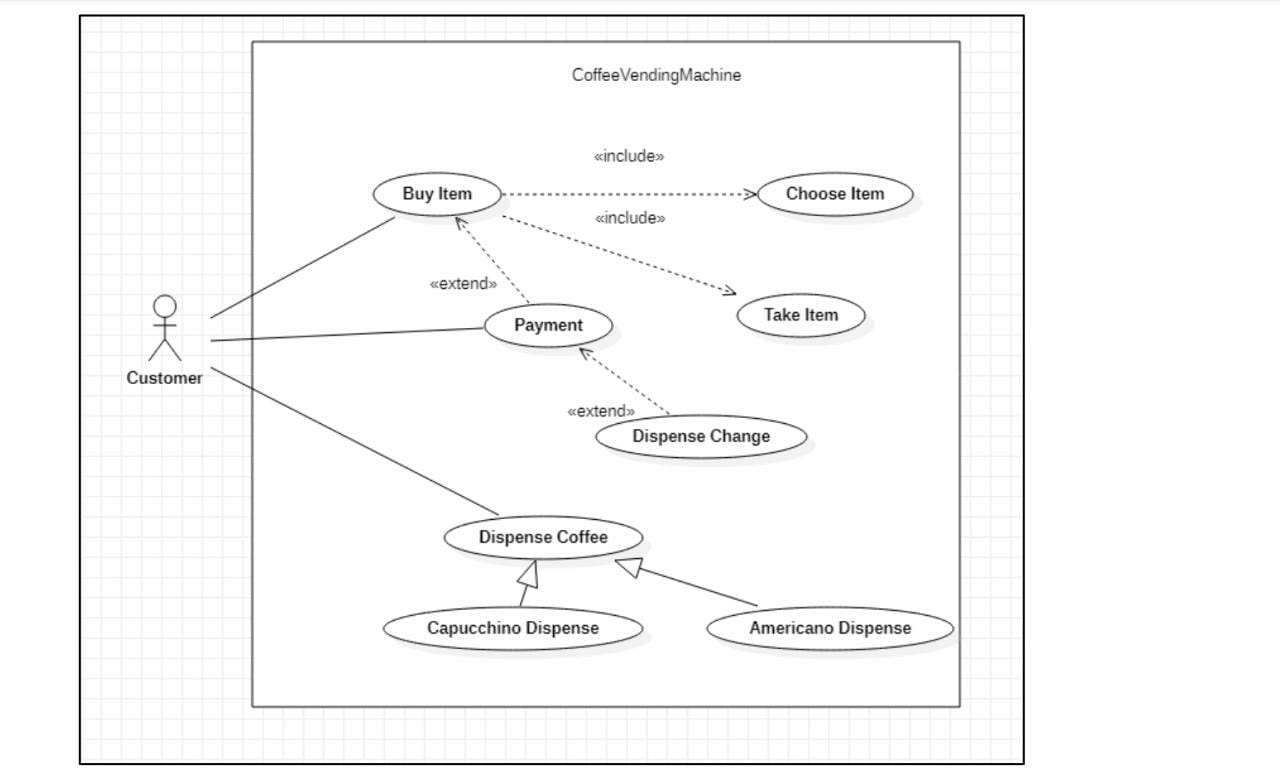 CoffeeVendingMachine
«include»
Buy Item
Choose Item
«include»
«extend»
Take Item
Payment
Customer
«extend»
Dispense Change
Dispense Coffee
Capucchino Dispense
Americano Dispense